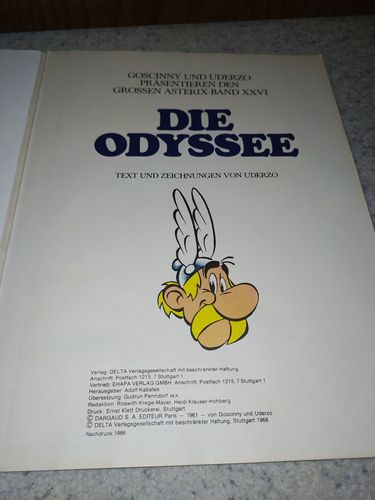 GOSCINNY UND UDERZO
PRÄSENTIEREN DEN
GROSSEN ASTERIX-BAND XXVI
DIE
ODYSSEE
TEXT UND ZEICHNUNGEN VON UDERZO
Verlag: DELTA Verlagsgesellschaft mit beschränkter Haftung.
Anschrift: Postfach 1215, 7 Stuttgart 1
Vertrieb: EHAPA VERLAG GMBH. Anschrift: Postfach 1215, 7 Stuttgart 1
Herausgeber: Adolf Kabatek
Übersetzung: Gudrun Penndorf M.A.
Redaktion: Roswith Krege-Mayer, Heidi Klauser-Hohberg
Druck: Ernst Klett Druckerei, Stuttgart
© DARGAUD S. A. EDITEUR Paris — 1961 — von Goscinny und Uderzo
© DELTA Verlagsgesellschaft mit beschränkter Haftung, Stuttgart 1968
Nachdruck 1986